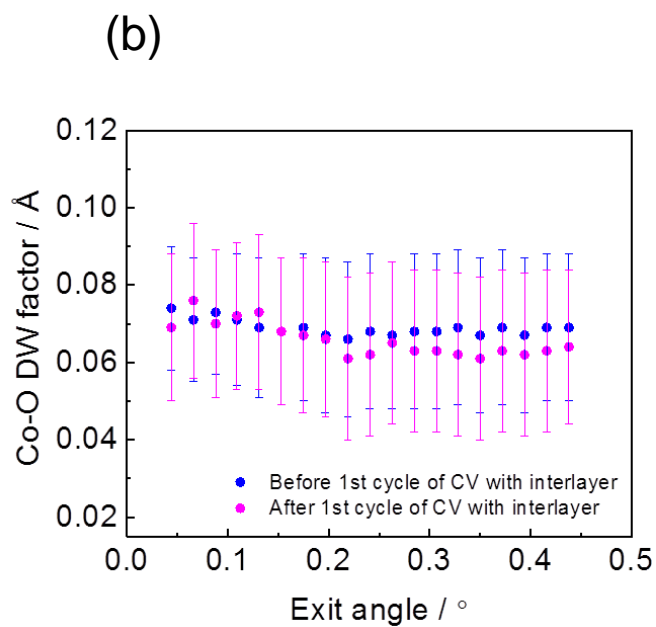 (b)
0.12
0.10
0.08
0.06
0.04
0.02
Co-O DW factor / Å
Before 1st cycle of CV with interlayer
After 1st cycle of CV with interlayer
0.0 0.1 0.2 0.3 0.4 0.5
Exit angle / °